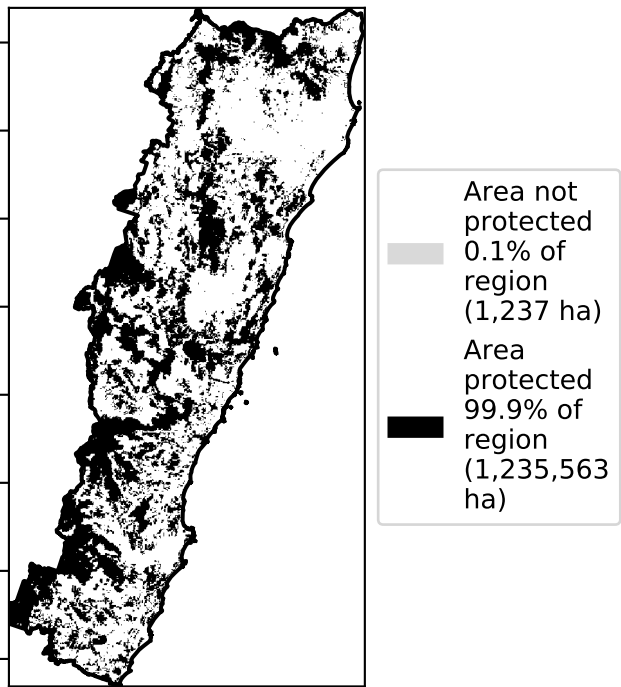 Area not
protected
0.1% of
region
(1,237 ha)
Area
protected
99.9% of
region
(1,235,563
ha)